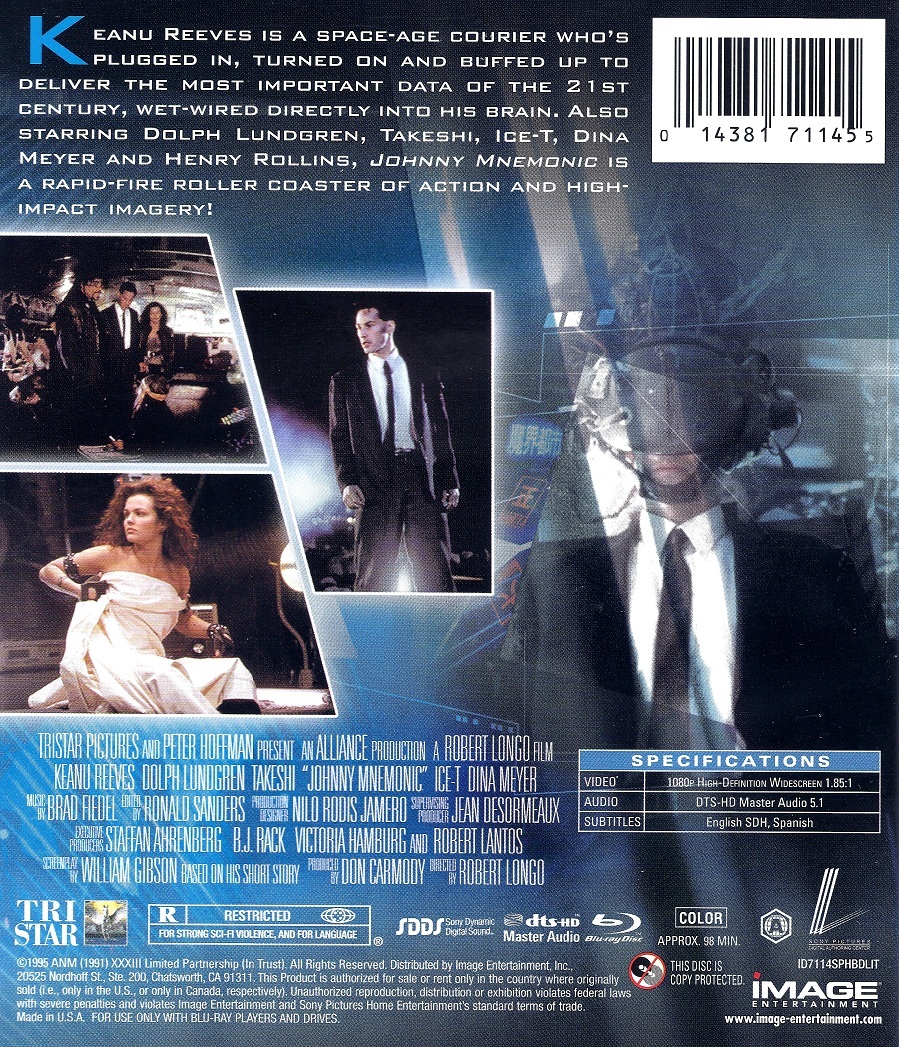 KEANU REEVES IS A SPACE-AGE COURIER WHO'S
PLUGGED IN, TURNED ON AND BUFFED UP TO
DELIVER THE MOST IMPORTANT DATA OF THE 21ST
CENTURY, WET-WIRED DIRECTLY INTO HIS BRAIN. ALSO
STARRING DOLPH LUNDGREN, TAKESHI, ICE-T, DINA
MEYER AND HENRY ROLLINS, JOHNNY MNEMONIC IS
A RAPID-FIRE ROLLER COASTER OF ACTION AND HIGH-
IMPACT IMAGERY!
0 14381 71145 5
魔界都市
TRISTAR PICTURES AND PETER HOFFMAN PRESENT AN ALLIANCE PRODUCTION A ROBERT LONGO FILM
KEANU REEVES DOLPH LUNDGREN TAKESHI "JOHNNY MNEMONIC" ICE-T DINA MEYER
MUSIC BY BRAD FIEDEL EDITED BY RONALD SANDERS PRODUCTION DESIGNER NILO RODIS JAMERO SUPERVISING PRODUCER JEAN DESORMEAUX
EXECUTIVE PRODUCERS STAFFAN AHRENBERG B.J. RACK VICTORIA HAMBURG AND ROBERT LANTOS
SCREENPLAY BY WILLIAM GIBSON BASED ON HIS SHORT STORY PRODUCED BY DON CARMODY DIRECTED BY ROBERT LONGO
SPECIFICATIONS
VIDEO* 1080P HIGH-DEFINITION WIDESCREEN 1.85:1
AUDIO DTS-HD Master Audio 5.1
SUBTITLES English SDH, Spanish
TRI
STAR
R RESTRICTED
FOR STRONG SCI-FI VIOLENCE, AND FOR LANGUAGE ®
SDDS Sony Dynamic
Digital Sound™
dts-HD
Master Audio
Blu-ray Disc
COLOR
APPROX. 98 MIN.
SONY PICTURES
DIGITAL AUTHORING CENTER
ID7114SPHBDLIT
©1995 ANM (1991) XXXIII Limited Partnership (In Trust). All Rights Reserved. Distributed by Image Entertainment, Inc.,
20525 Nordhoff St., Ste. 200, Chatsworth, CA 91311. This Product is authorized for sale or rent only in the country where originally
sold (i.e., only in the U.S., or only in Canada, respectively). Unauthorized reproduction, distribution or exhibition violates federal laws
with severe penalties and violates Image Entertainment and Sony Pictures Home Entertainment's standard terms of trade.
Made in U.S.A. FOR USE ONLY WITH BLU-RAY PLAYERS AND DRIVES.
THIS DISC IS
COPY PROTECTED.
IMAGE
ENTERTAINMENT
www.image-entertainment.com